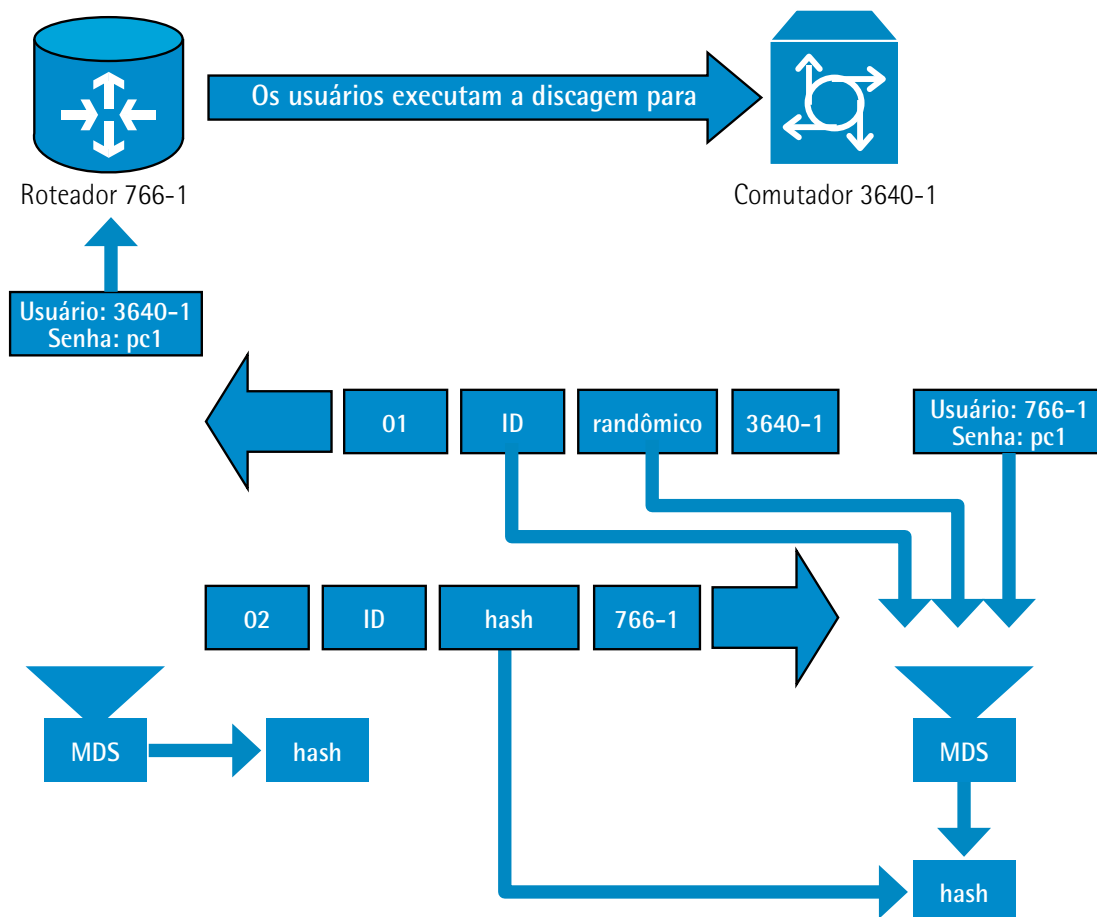 Os usuários executam a discagem para
Roteador 766-1
Comutador 3640-1
Usuário: 3640-1
Senha: pc1
01
ID
randômico
3640-1
Usuário: 766-1
Senha: pc1
02
ID
hash
766-1
MDS
hash
MDS
hash